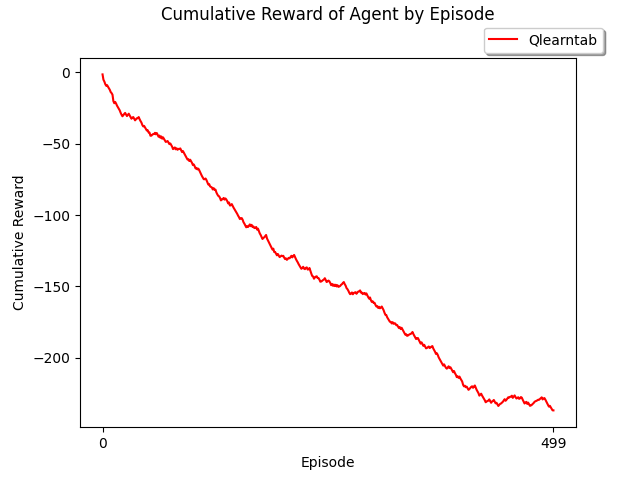 Cumulative Reward of Agent by Episode
Qlearntab
0
−50
−100
−150
−200
Cumulative Reward
0
499
Episode